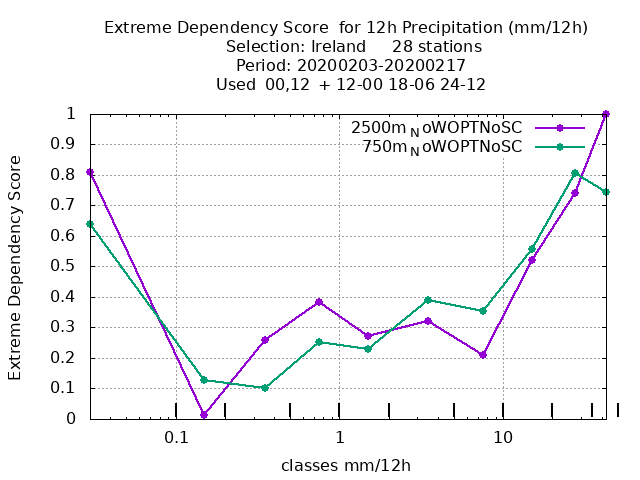 Extreme Dependency Score  for 12h Precipitation (mm/12h)
Selection: Ireland     28 stations
Period: 20200203-20200217
Used  00,12  + 12-00 18-06 24-12
2500mNoWOPTNoSC
750mNoWOPTNoSC
1
0.9
0.8
0.7
0.6
0.5
0.4
0.3
0.2
0.1
0
Extreme Dependency Score
0.1 1 10
classes mm/12h